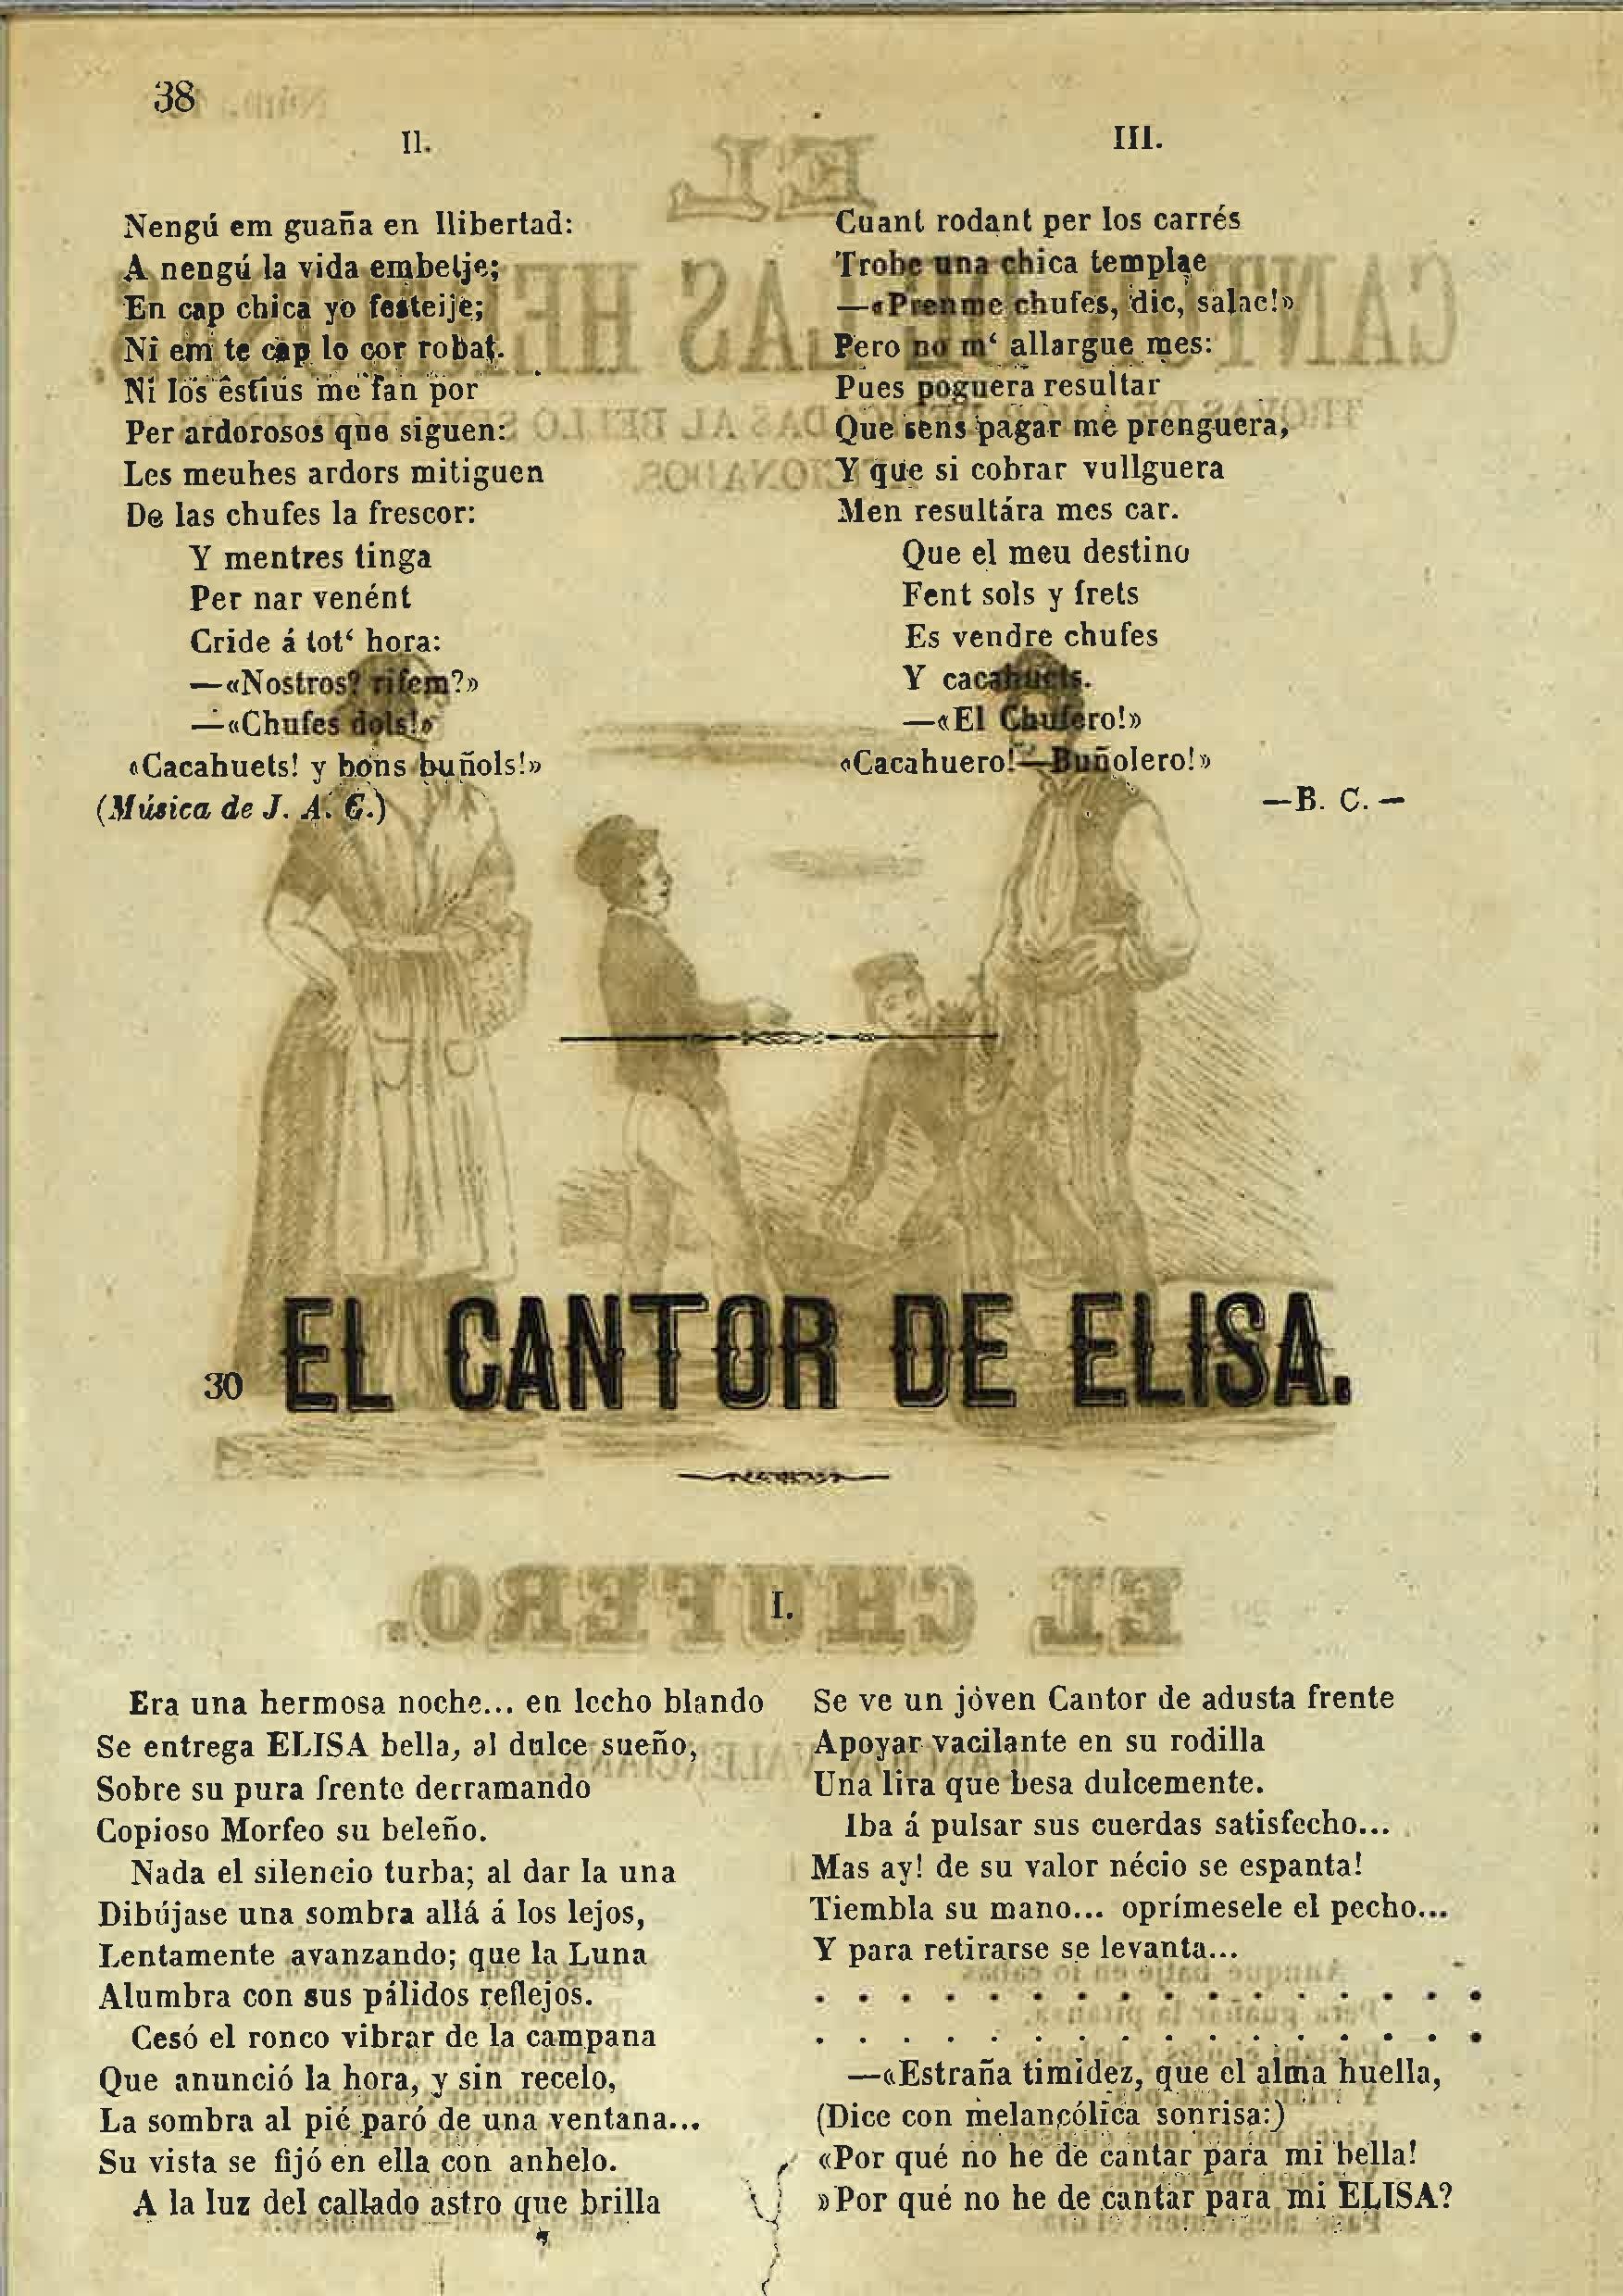 38
II.
Nengú em guaña en llibertad:
A nengú la vida embetje;
En cap chica yo festeije;
Ni em te cap lo cor robat.
Ni los estius me fan por
Per ardorosos que siguen:
Les meuhes ardors mitiguen
De las chufes la frescor:
Y mentres tinga
Per nar venént
Cride á tot‘ hora:
—«Nostros? rifem?»
—«Chufes dols!»
«Cacahuets! y bons buñols!»
(Música de J. A. G.)
III.
Cuant rodant per los carrés
Trobe una chica templae
—«Prenme chufes, dic, salae!»
Pero no m‘ allargue mes:
Pues poguera resultar
Que sens pagar me prenguera,
Y que si cobrar vullguera
Men resultára mes car.
Que el meu destino
Fent sols y frets
Es vendre chufes
Y cacahuets.
—«El Chufero!»
«Cacahuero!—Buñolero!»
—B. C.—
30 EL CANTOR DE ELISA.
I.
Era una hermosa noche... en lecho blando
Se entrega ELISA bella, al dulce sueño,
Sobre su pura frente derramando
Copioso Morfeo su beleño.
Nada el silencio turba; al dar la una
Dibújase una sombra allá á los lejos,
Lentamente avanzando; que la Luna
Alumbra con sus pálidos reflejos.
Cesó el ronco vibrar de la campana
Que anunció la hora, y sin recelo,
La sombra al pié paró de una ventana...
Su vista se fijó en ella con anhelo.
A la luz del callado astro que brilla
Se ve un jóven Cantor de adusta frente
Apoyar vacilante en su rodilla
Una lira que besa dulcemente.
Iba á pulsar sus cuerdas satisfecho...
Mas ay! de su valor nécio se espanta!
Tiembla su mano... oprímesele el pecho...
Y para retirarse se levanta...
. . . . . . . . . . . . . . . .
. . . . . . . . . . . . . . . .
—«Estraña timidez, que el alma huella,
(Dice con melancólica sonrisa:)
«Por qué no he de cantar para mi bella!
»Por qué no he de cantar para mi ELISA?